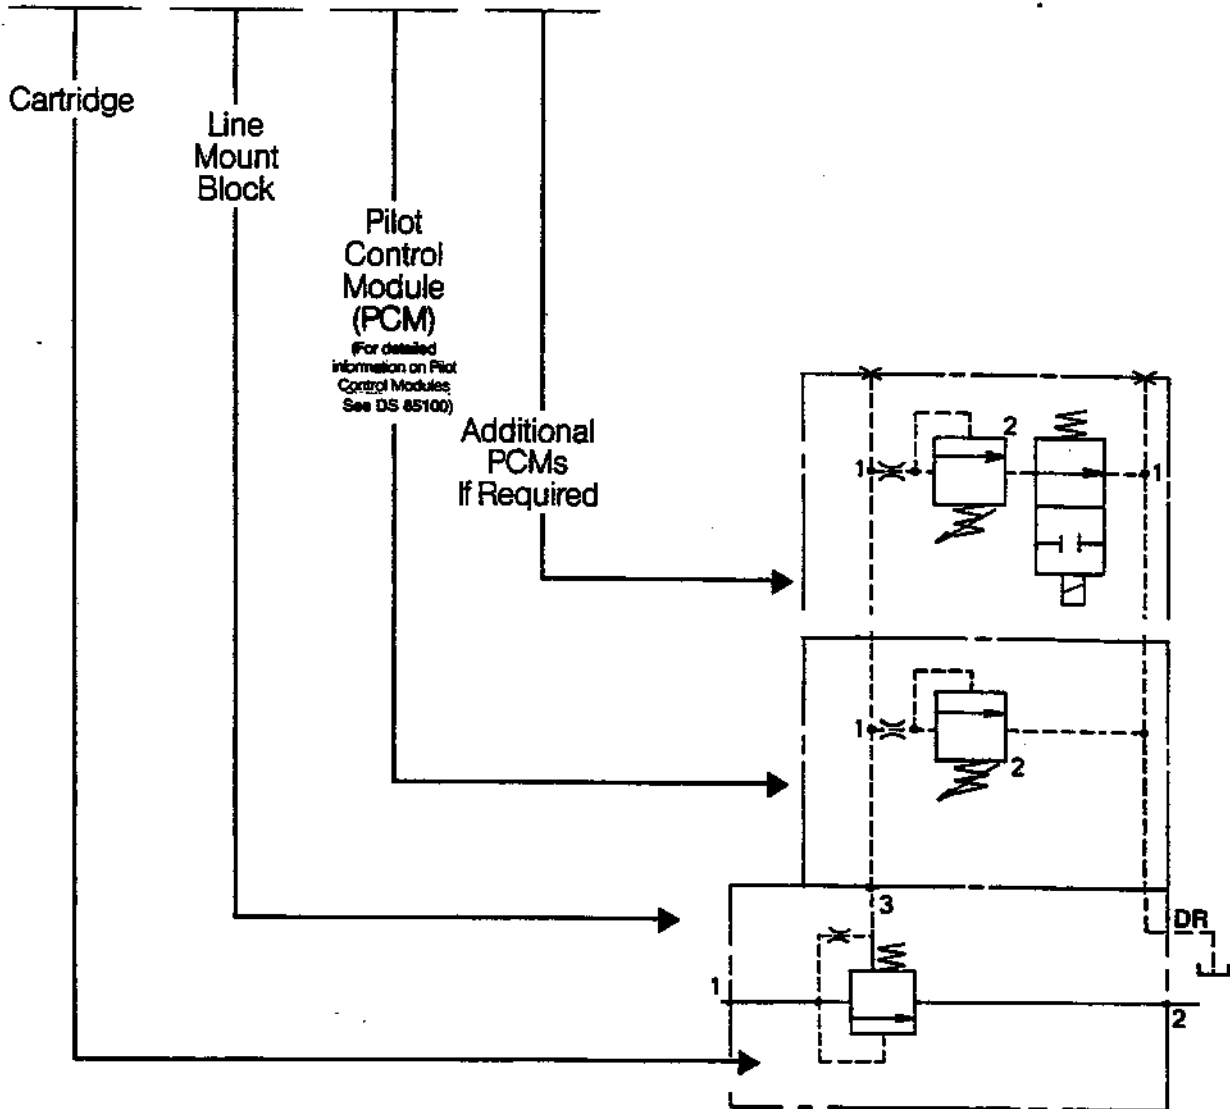 Cartridge
Line
Mount
Block
Pilot
Control
Module
(PCM)
(For detailed
information on Pilot
Control Modules
See DS 85100)
Additional
PCMs
If Required
2
1
1
1
2
3
DR
1
2